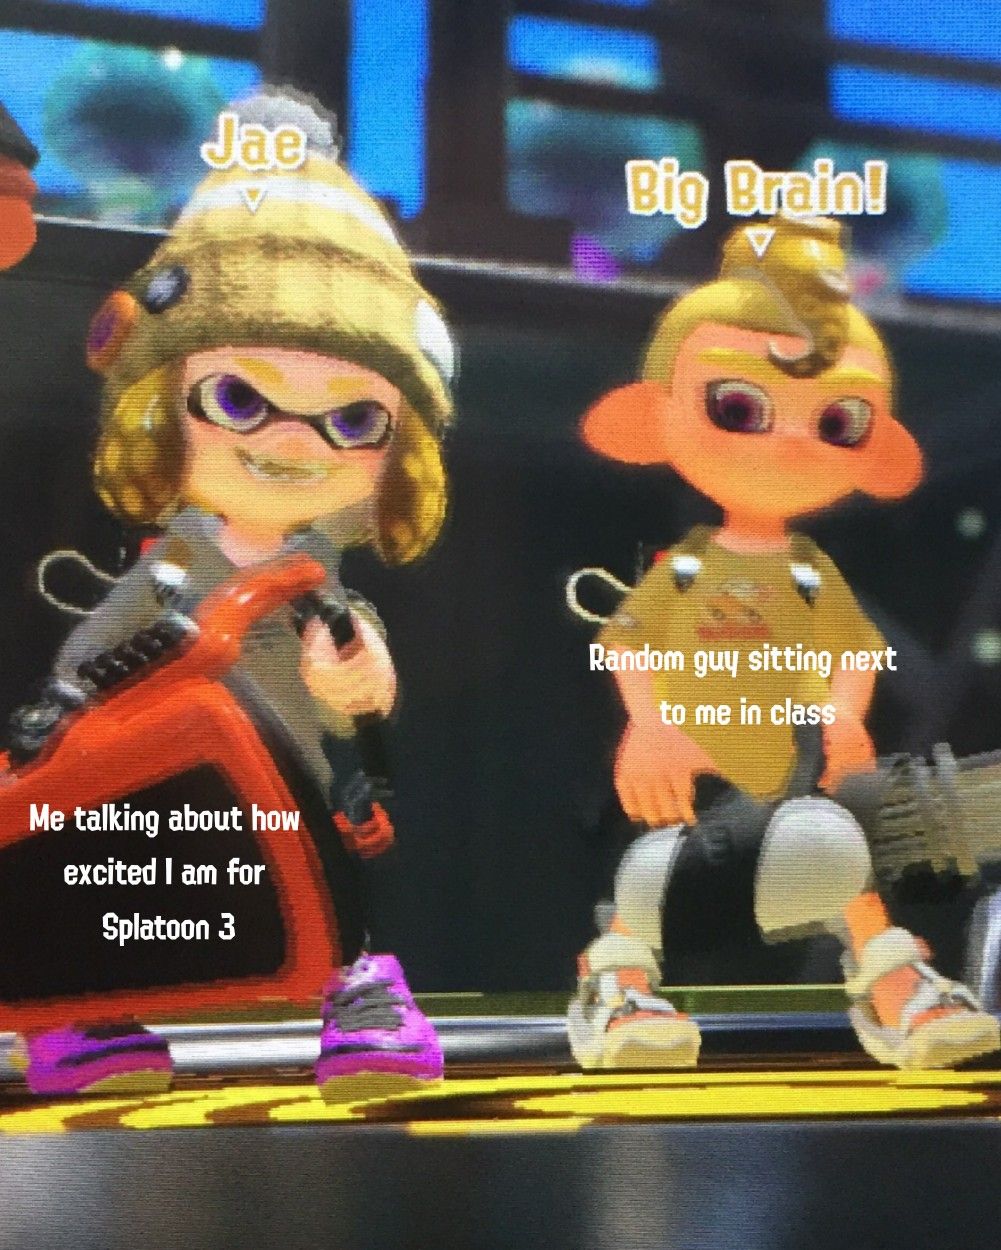 Jae
Big Brain!
Random guy sitting next
to me in class
Me talking about how
excited I am for
Splatoon 3